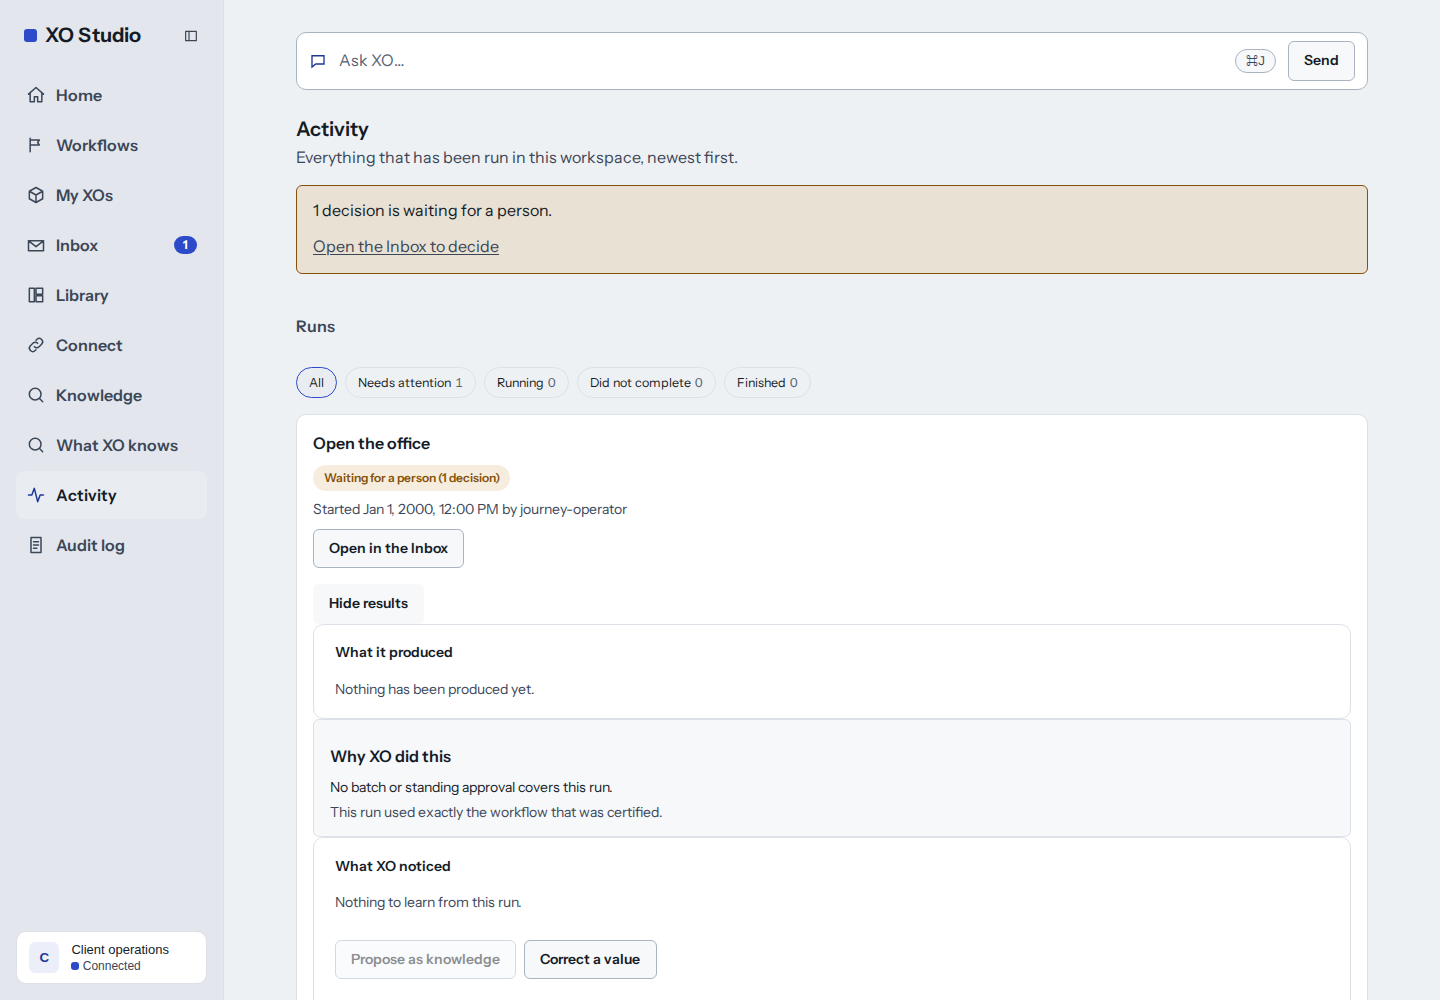 XO Studio
Home
Workflows
My XOs
Inbox 1
Library
Connect
Knowledge
What XO knows
Activity
Audit log
C
Client operations
Connected
Ask XO... ⌘J Send
Activity
Everything that has been run in this workspace, newest first.
1 decision is waiting for a person.
Open the Inbox to decide
Runs
All Needs attention 1 Running 0 Did not complete 0 Finished 0
Open the office
Waiting for a person (1 decision)
Started Jan 1, 2000, 12:00 PM by journey-operator
Open in the Inbox
Hide results
What it produced
Nothing has been produced yet.
Why XO did this
No batch or standing approval covers this run.
This run used exactly the workflow that was certified.
What XO noticed
Nothing to learn from this run.
Propose as knowledge Correct a value